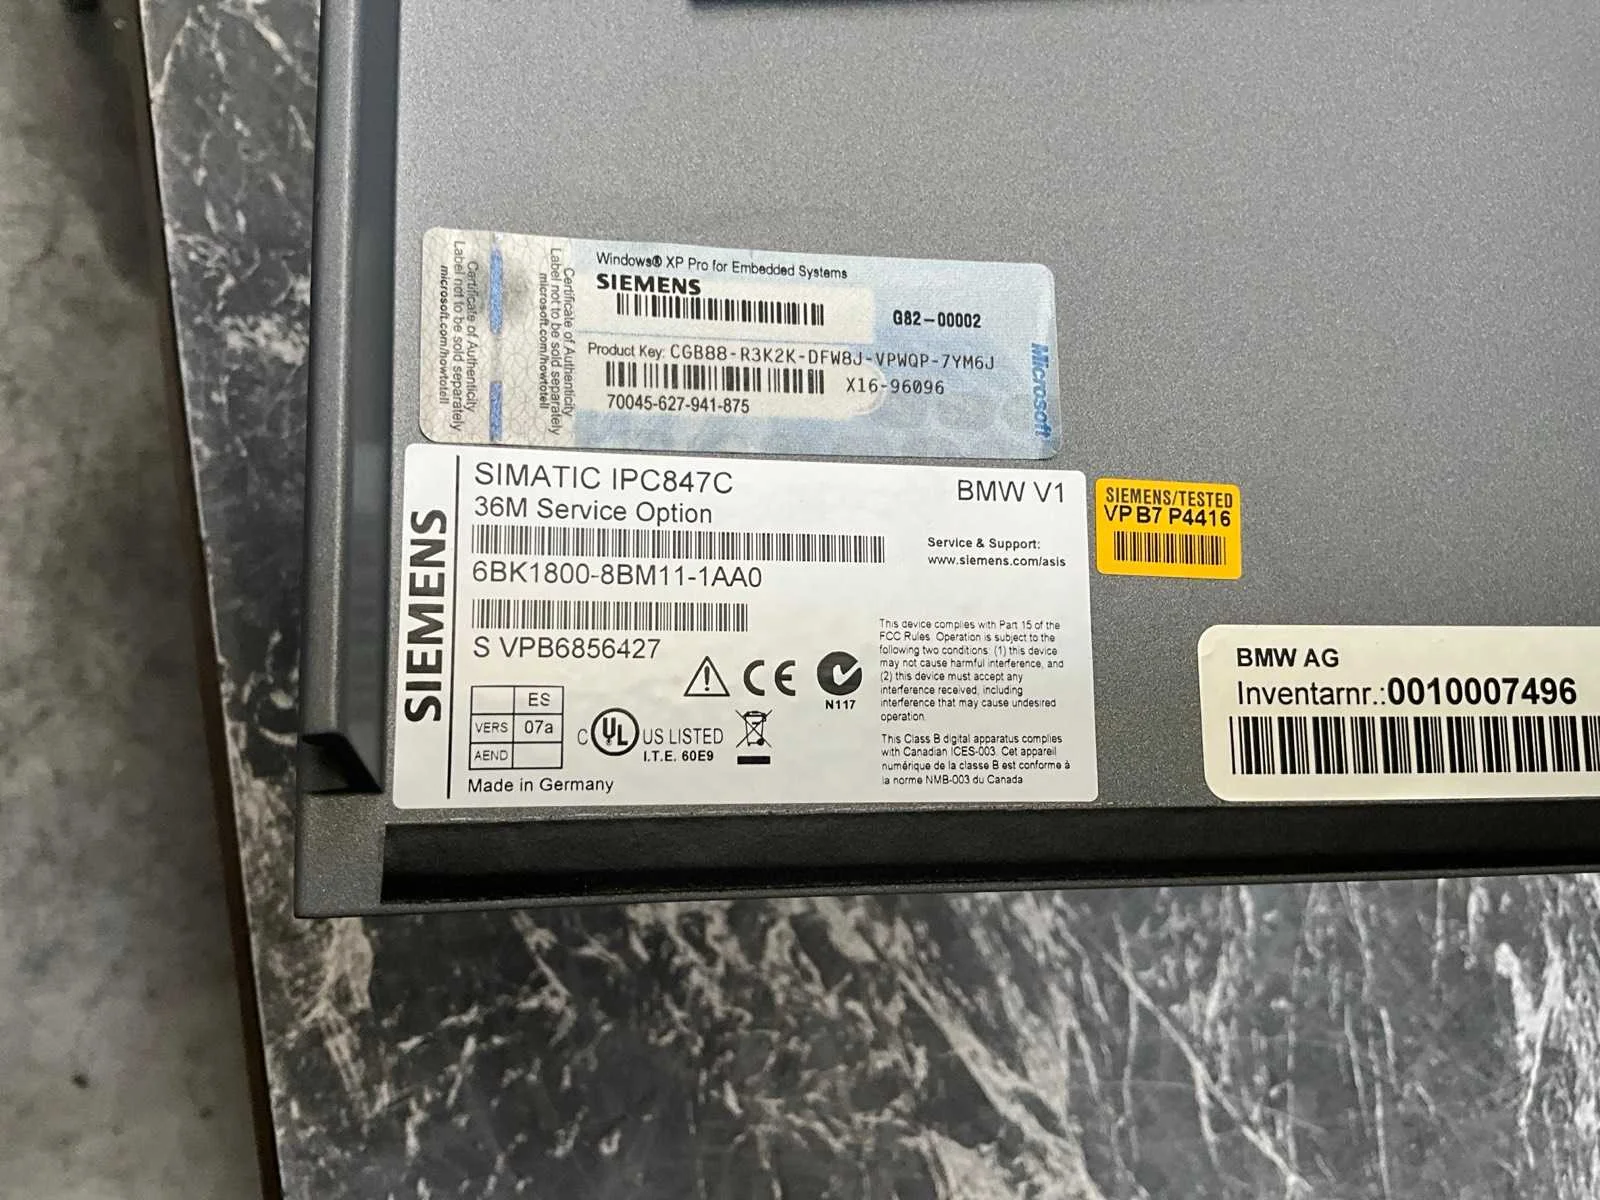 Certificate of Authenticity
Label not to be sold separately
microsoft.com/howtotell
Certificate of Authenticity
Label not to be sold separately
microsoft.com/howtotell
Windows® XP Pro for Embedded Systems
SIEMENS
G82-00002
Product Key: CGB88-R3K2K-DFW8J-VPWQP-7YM6J
X16-96096
70045-627-941-875
Microsoft
SIEMENS
SIMATIC IPC847C
BMW V1
36M Service Option
6BK1800-8BM11-1AA0
S VPB6856427
Service & Support:
www.siemens.com/asis
ES
VERS 07a
AEND
Made in Germany
CE
N117
C UL US LISTED
I.T.E. 60E9
This device complies with Part 15 of the
FCC Rules. Operation is subject to the
following two conditions: (1) this device
may not cause harmful interference, and
(2) this device must accept any
interference received, including
interference that may cause undesired
operation.
This Class B digital apparatus complies
with Canadian ICES-003. Cet appareil
numérique de la classe B est conforme à
la norme NMB-003 du Canada
SIEMENS/TESTED
VP B7 P4416
BMW AG
Inventarnr.:0010007496